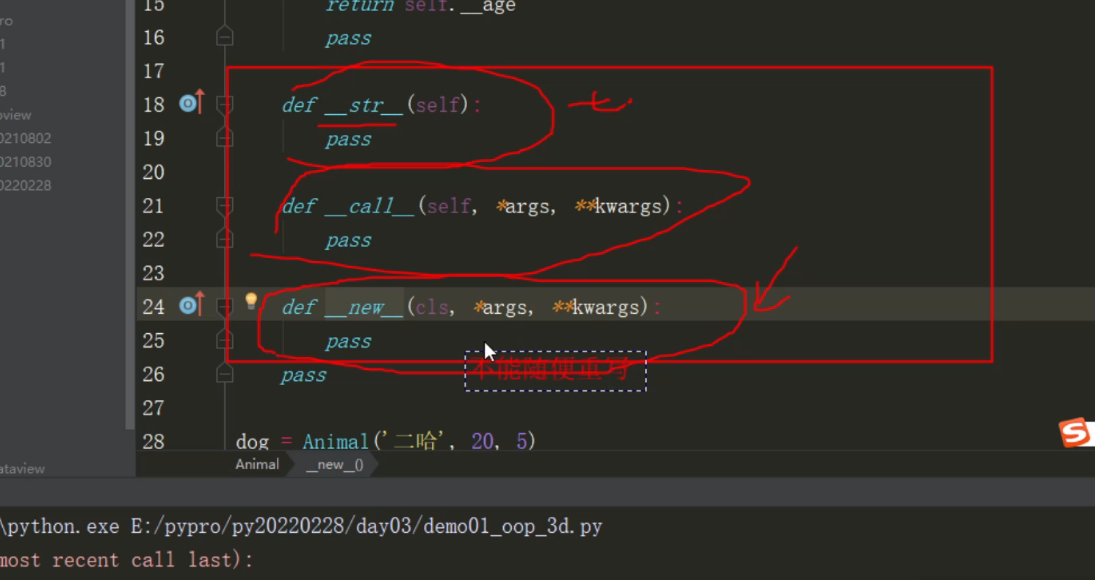 15 return self.__age
ro
16 pass
1
17
1
8
18 def __str__(self):
view
19 pass
0210802
0210830
20
0220228
21 def __call__(self, *args, **kwargs):
22 pass
23
24 def __new__(cls, *args, **kwargs):
25 pass
不能随便重写
26 pass
27
28 dog = Animal('二哈', 20, 5)
ataview
Animal __new__()
\python.exe E:/pypro/py20220228/day03/demo01_oop_3d.py
most recent call last):